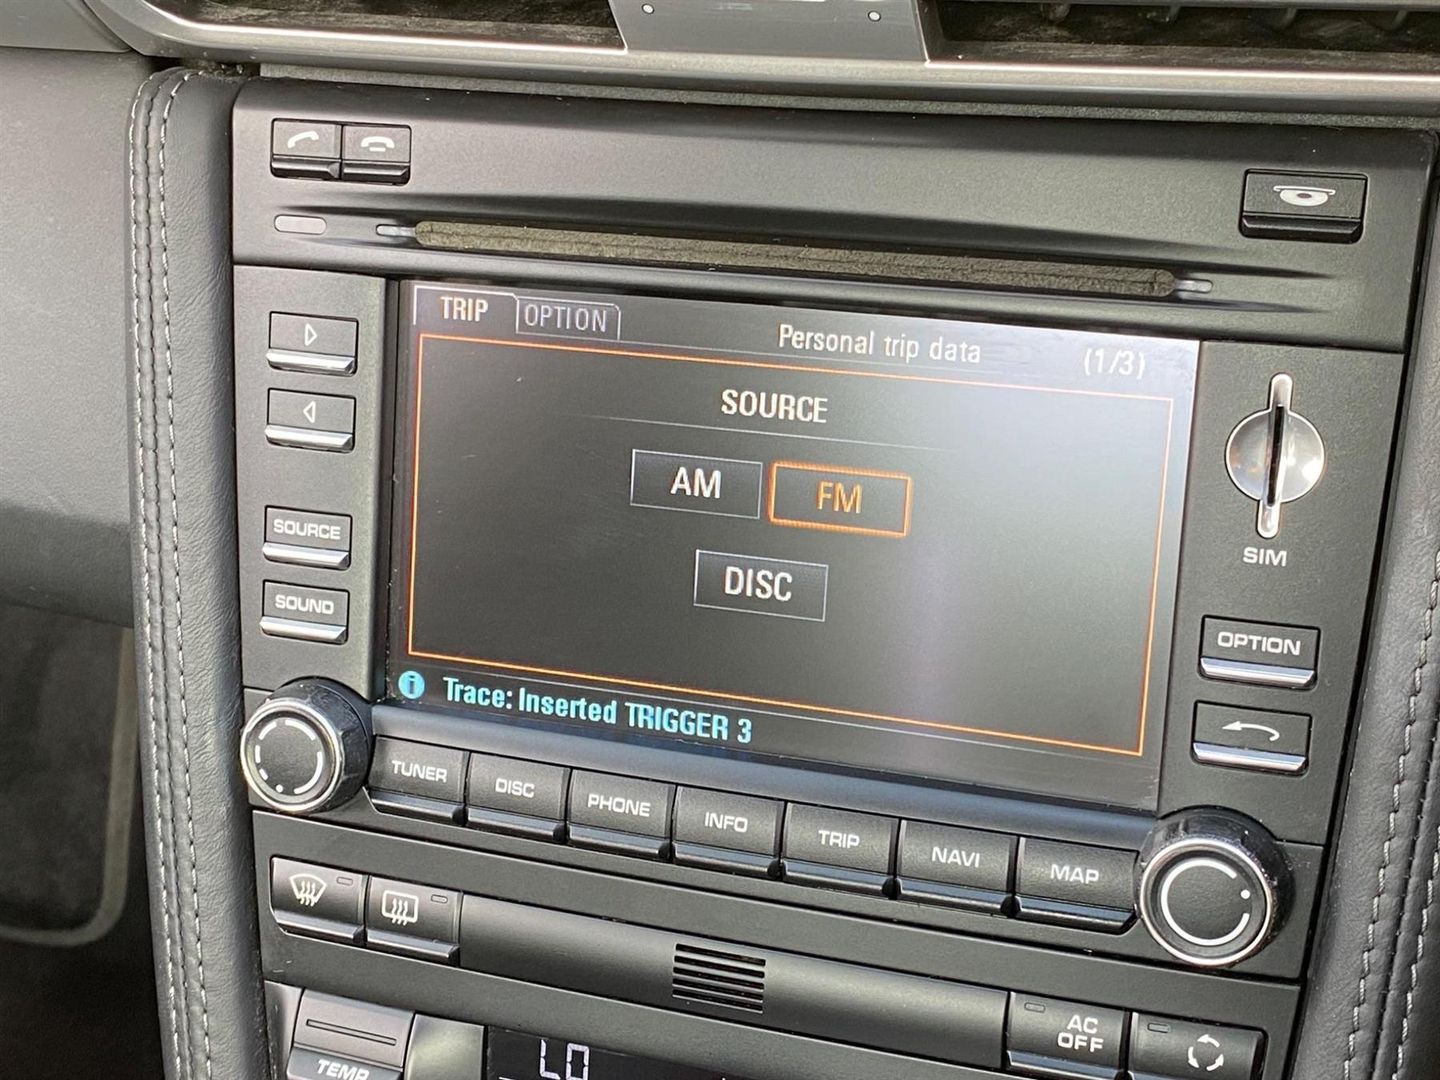 TRIP OPTION Personal trip data (1/3)
SOURCE
AM FM
DISC
i Trace: Inserted TRIGGER 3
SOURCE
SOUND
SIM
OPTION
TUNER DISC PHONE INFO TRIP NAVI MAP
AC
OFF
TEMP
LO